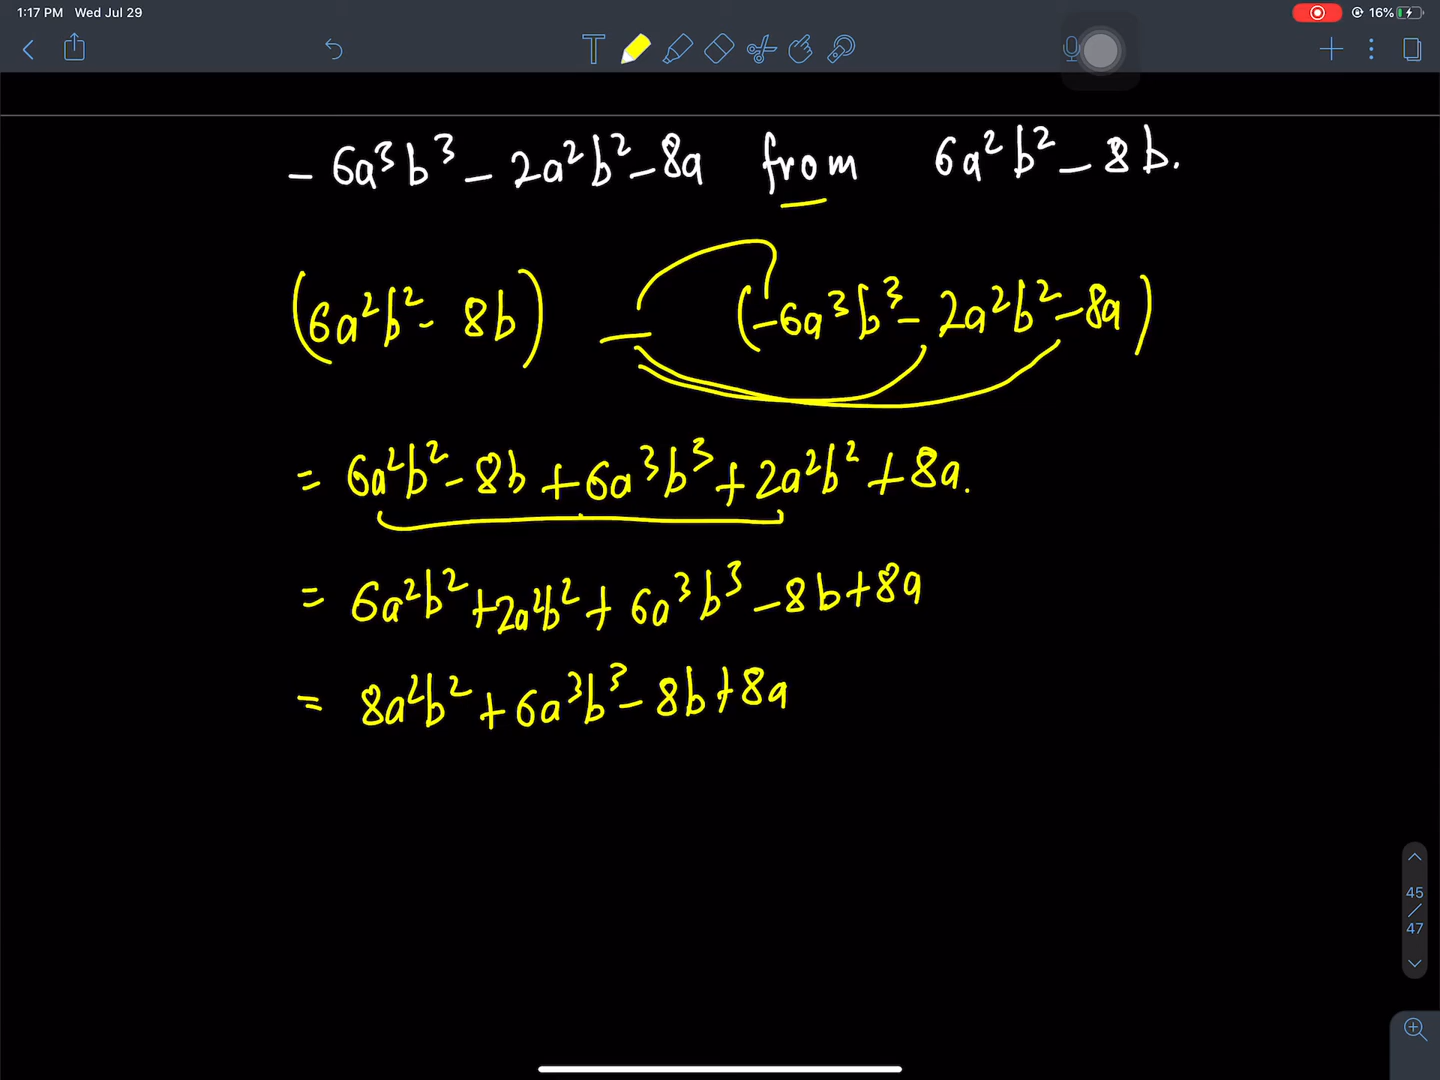 1:17 PM Wed Jul 29 16%
T
- 6a³b³ - 2a²b² - 8a from 6a²b² - 8b.
(6a²b² - 8b) - (-6a³b³ - 2a²b² - 8a)
= 6a²b² - 8b + 6a³b³ + 2a²b² + 8a.
= 6a²b² + 2a²b² + 6a³b³ - 8b + 8a
= 8a²b² + 6a³b³ - 8b + 8a
45
/
47